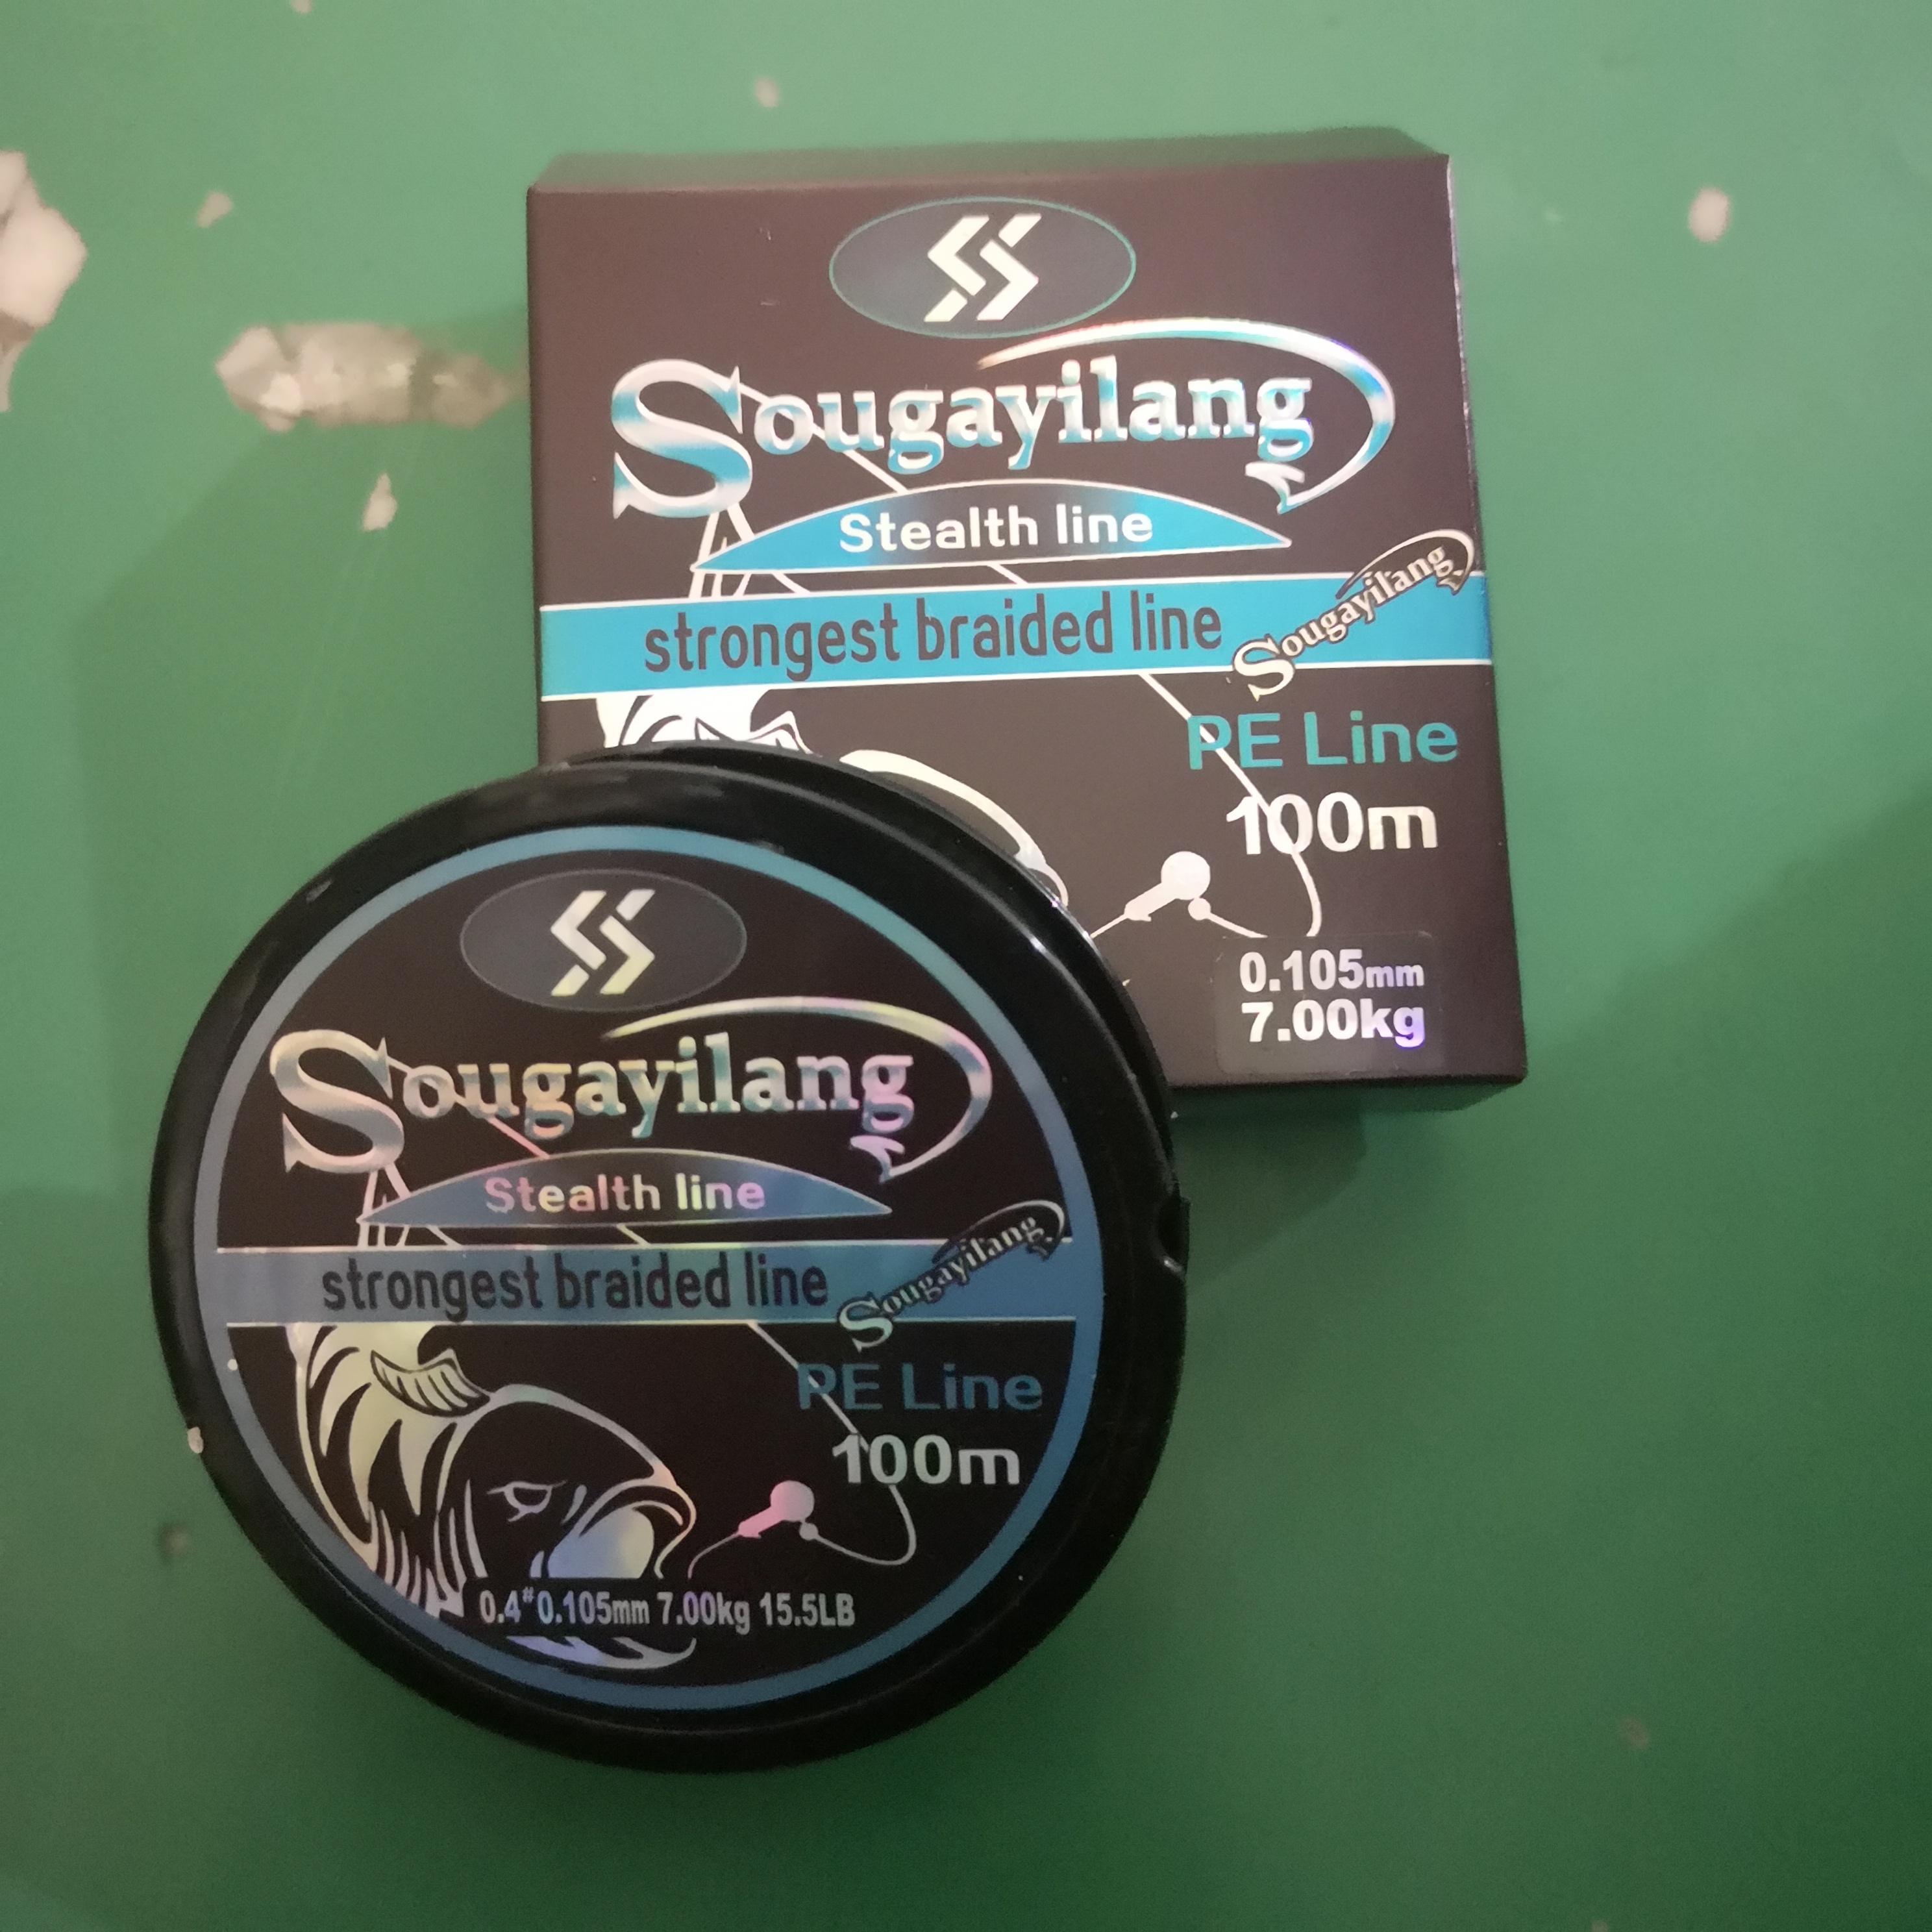 Sougayilang
Stealth line
strongest braided line
Sougayilang
PE Line
100m
0.105mm
7.00kg
Sougayilang
Stealth line
strongest braided line
Sougayilang
PE Line
100m
0.4# 0.105mm 7.00kg 15.5LB